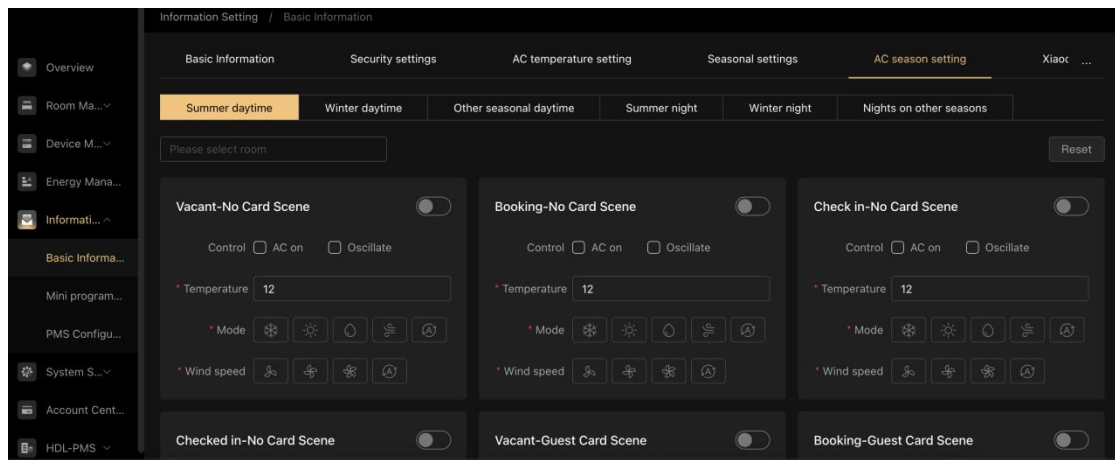 Information Setting / Basic Information
Overview
Room Ma...
Device M...
Energy Mana...
Informati...
Basic Informa...
Mini program...
PMS Configu...
System S...
Account Cent...
HDL-PMS
Basic Information Security settings AC temperature setting Seasonal settings AC season setting Xiaoc ...
Summer daytime Winter daytime Other seasonal daytime Summer night Winter night Nights on other seasons
Please select room Reset
Vacant-No Card Scene
Control AC on Oscillate
* Temperature 12
* Mode A
* Wind speed A
Booking-No Card Scene
Control AC on Oscillate
* Temperature 12
* Mode A
* Wind speed A
Check in-No Card Scene
Control AC on Oscillate
* Temperature 12
* Mode A
* Wind speed A
Checked in-No Card Scene
Vacant-Guest Card Scene
Booking-Guest Card Scene